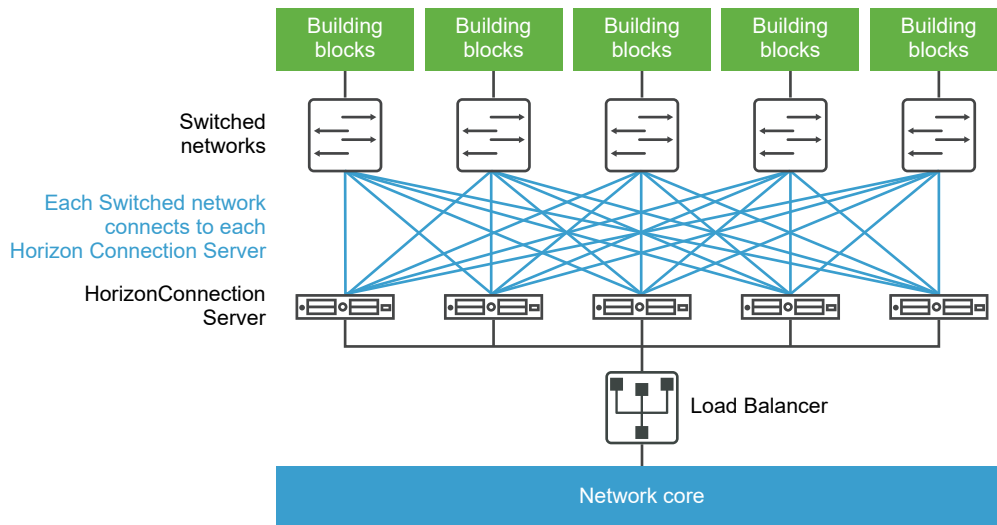 Building
blocks
Building
blocks
Building
blocks
Building
blocks
Building
blocks
Switched
networks
Each Switched network
connects to each
Horizon Connection Server
HorizonConnection
Server
Load Balancer
Network core